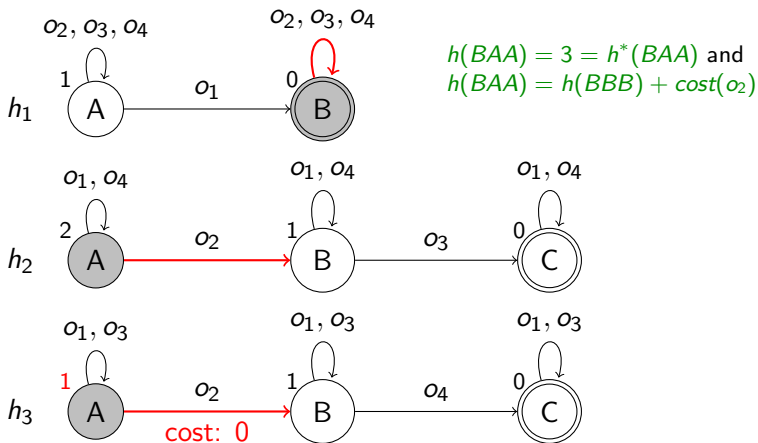 o₂, o₃, o₄
o₂, o₃, o₄
h(BAA) = 3 = h*(BAA) and
h(BAA) = h(BBB) + cost(o₂)
h₁
1
A
o₁
0
B
o₁, o₄
o₁, o₄
o₁, o₄
h₂
2
A
o₂
1
B
o₃
0
C
o₁, o₃
o₁, o₃
o₁, o₃
h₃
1
A
o₂
cost: 0
1
B
o₄
0
C